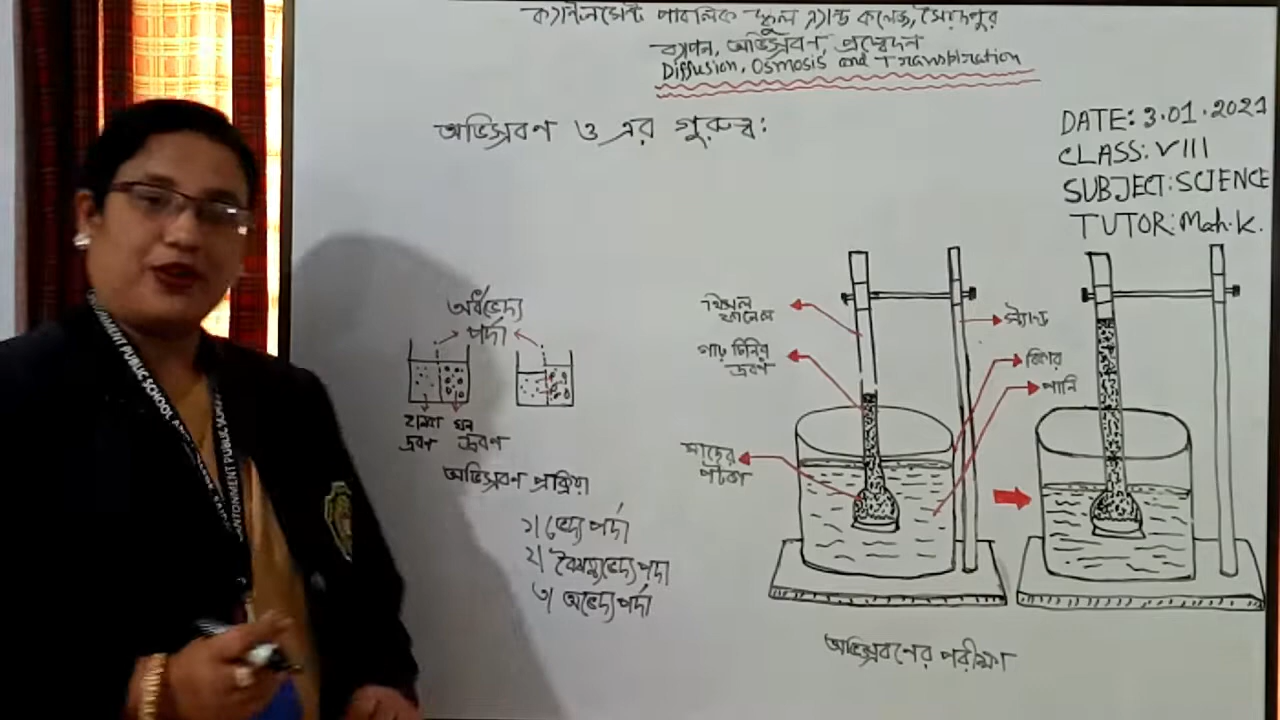 ক্যান্টনমেন্ট পাবলিক স্কুল এ্যান্ড কলেজ, সৈয়দপুর
ব্যাপন, অভিস্রবণ, প্রস্বেদন
Diffusion, Osmosis and Transpiration
অভিস্রবণ ও এর গুরুত্ব:
DATE: 3.01.2021
CLASS: VIII
SUBJECT: SCIENCE
TUTOR: Mah.K.
অর্ধভেদ্য
পর্দা
হালকা ঘন
দ্রবণ দ্রবণ
অভিস্রবণ প্রক্রিয়া
১| ভেদ্য পর্দা
২| বৈষম্যভেদ্য পর্দা
৩| অভেদ্য পর্দা
থিসল
ফানেল
গাঢ় চিনির
দ্রবণ
মাছের
পটকা
স্ট্যান্ড
বিকার
পানি
অভিস্রবণের পরীক্ষা